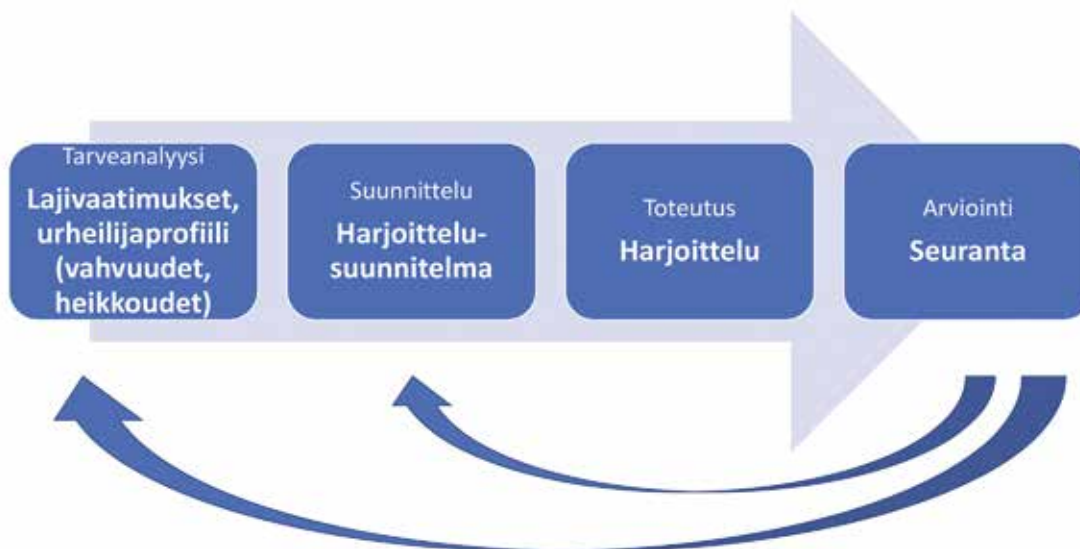 Tarveanalyysi
Lajivaatimukset,
urheilijaprofiili
(vahvuudet,
heikkoudet)
Suunnittelu
Harjoittelu-
suunnitelma
Toteutus
Harjoittelu
Arviointi
Seuranta